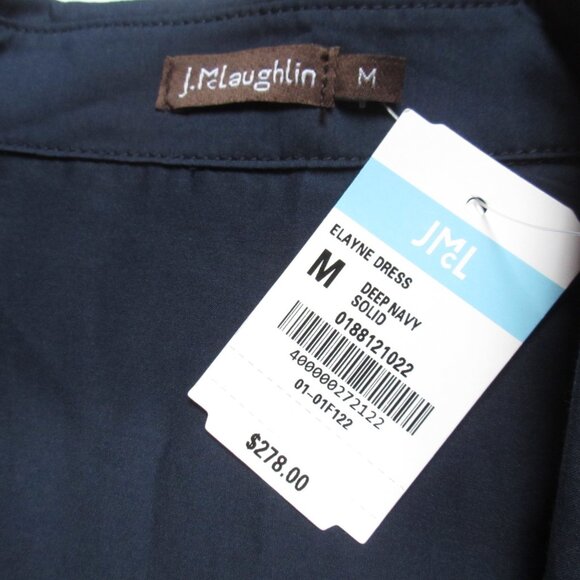 J.McLaughlin
M
JMcL
ELAYNE DRESS
M
DEEP NAVY
SOLID
0188121022
400000272122
01-01F122
$278.00